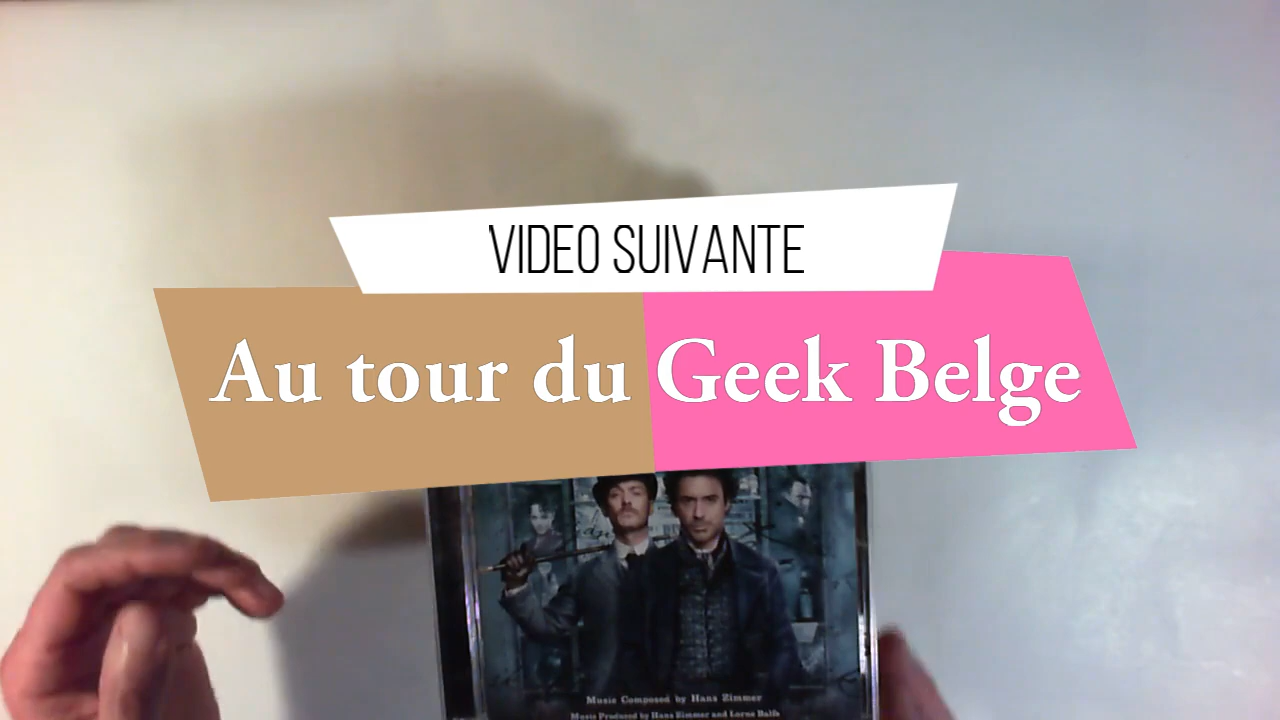 VIDEO SUIVANTE
Au tour du Geek Belge
Music Composed by Hans Zimmer
Music Produced by Hans Zimmer and Lorne Balfe